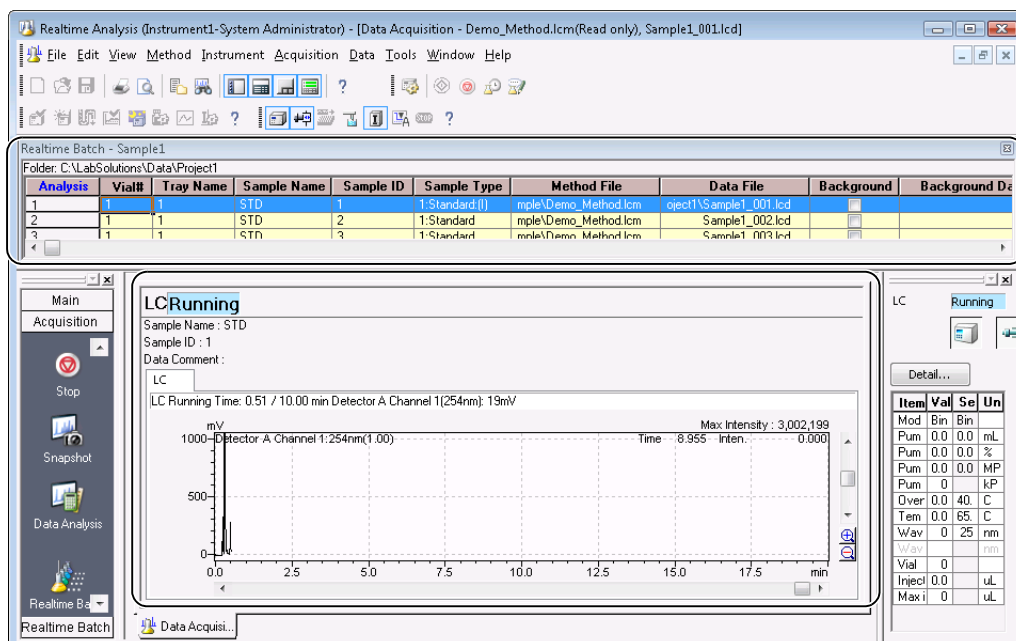 Realtime Analysis (Instrument1-System Administrator) - [Data Acquisition - Demo_Method.lcm(Read only), Sample1_001.lcd]
File Edit View Method Instrument Acquisition Data Tools Window Help
Realtime Batch - Sample1
Folder: C:\LabSolutions\Data\Project1
Analysis Vial# Tray Name Sample Name Sample ID Sample Type Method File Data File Background Background Da
1 1 1 STD 1 1:Standard:(I) mple\Demo_Method.lcm oject1\Sample1_001.lcd
2 1 1 STD 2 1:Standard mple\Demo_Method.lcm Sample1_002.lcd
3 1 1 STD 3 1:Standard mple\Demo_Method.lcm Sample1_003.lcd
Main
Acquisition
Stop
Snapshot
Data Analysis
Realtime Ba
Realtime Batch
LC Running
Sample Name : STD
Sample ID : 1
Data Comment :
LC
LC Running Time: 0.51 / 10.00 min Detector A Channel 1(254nm): 19mV
mV
Max Intensity : 3,002,199
1000 Detector A Channel 1:254nm(1.00) Time 8.955 Inten. 0.000
500
0
0.0 2.5 5.0 7.5 10.0 12.5 15.0 17.5 min
Data Acquisi...
LC Running
Detail...
Item Val Se Un
Mod Bin Bin
Pum 0.0 0.0 mL
Pum 0.0 0.0 %
Pum 0.0 0.0 MP
Pum 0 kP
Over 0.0 40. C
Tem 0.0 65. C
Wav 0 25 nm
Wav nm
Vial 0
Inject 0.0 uL
Max i 0 uL